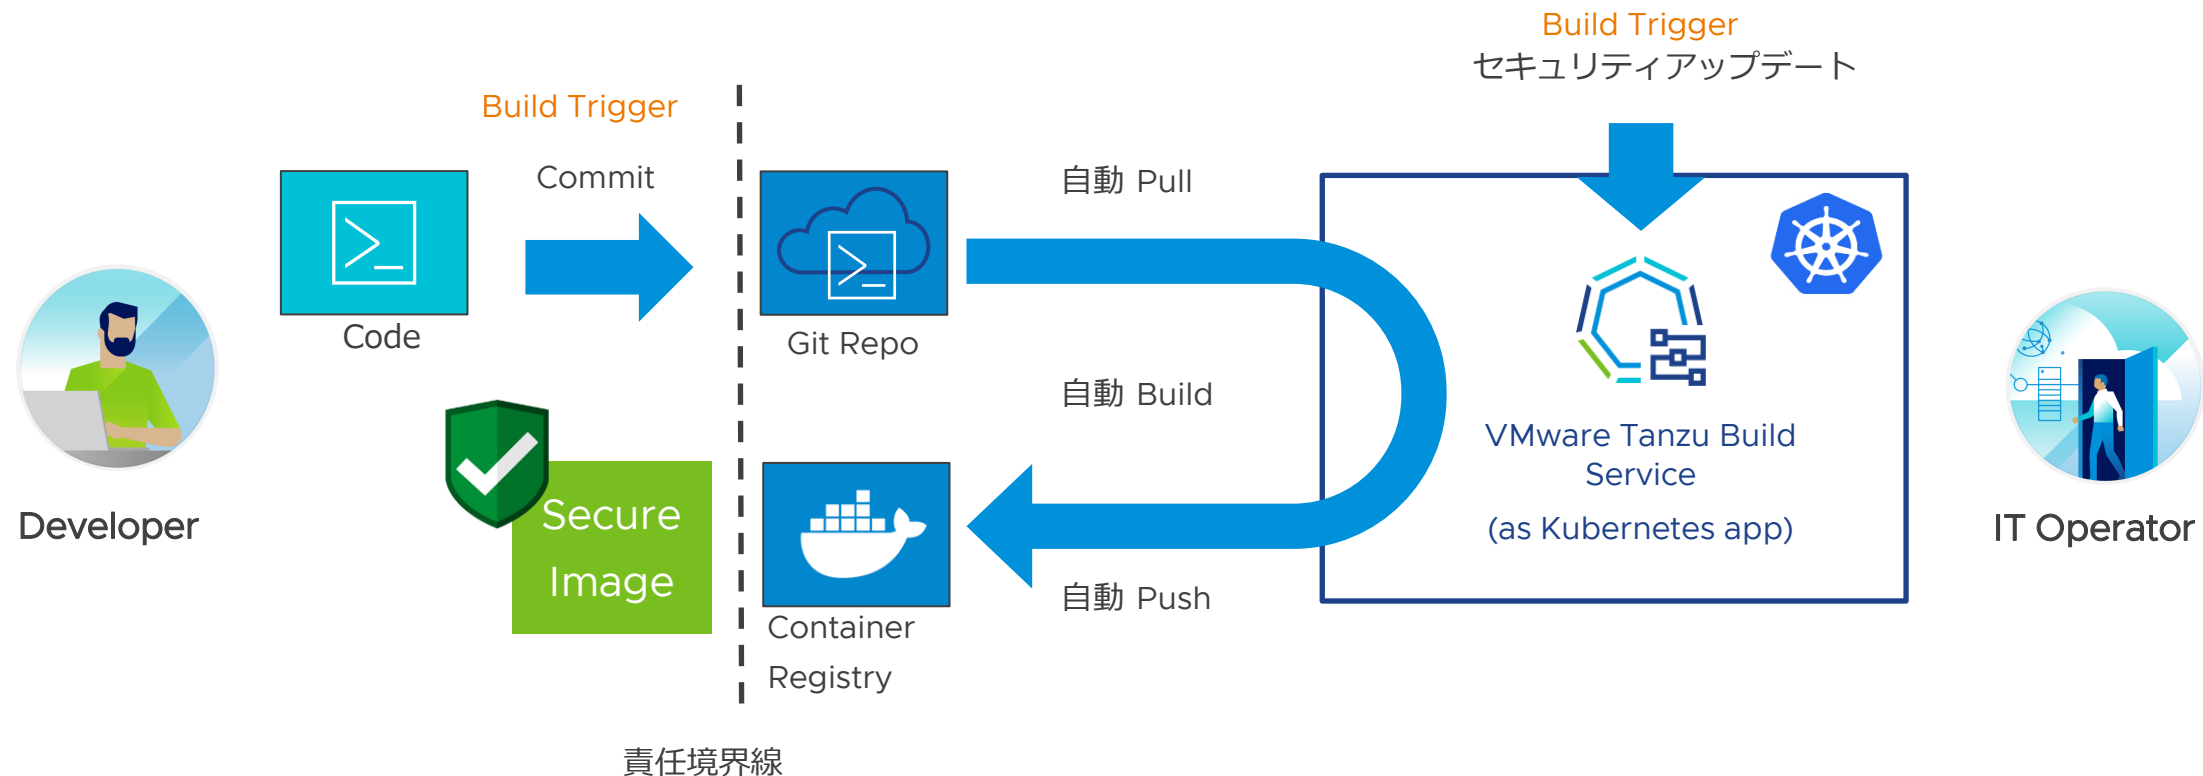 Build Trigger
セキュリティアップデート
Build Trigger
Commit
自動 Pull
Code
Git Repo
自動 Build
VMware Tanzu Build
Service
(as Kubernetes app)
Developer
Secure
Image
IT Operator
自動 Push
Container
Registry
責任境界線